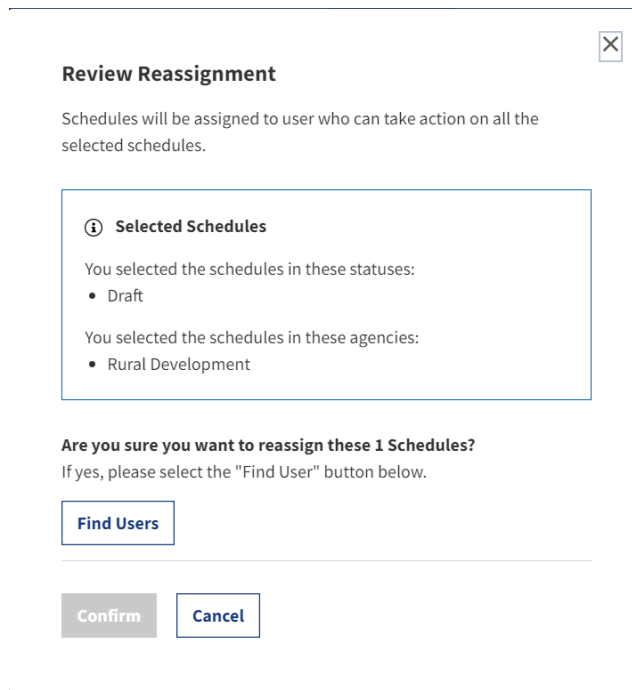 Review Reassignment
Schedules will be assigned to user who can take action on all the
selected schedules.
Selected Schedules
You selected the schedules in these statuses:
• Draft
You selected the schedules in these agencies:
• Rural Development
Are you sure you want to reassign these 1 Schedules?
If yes, please select the "Find User" button below.
Find Users
Confirm
Cancel